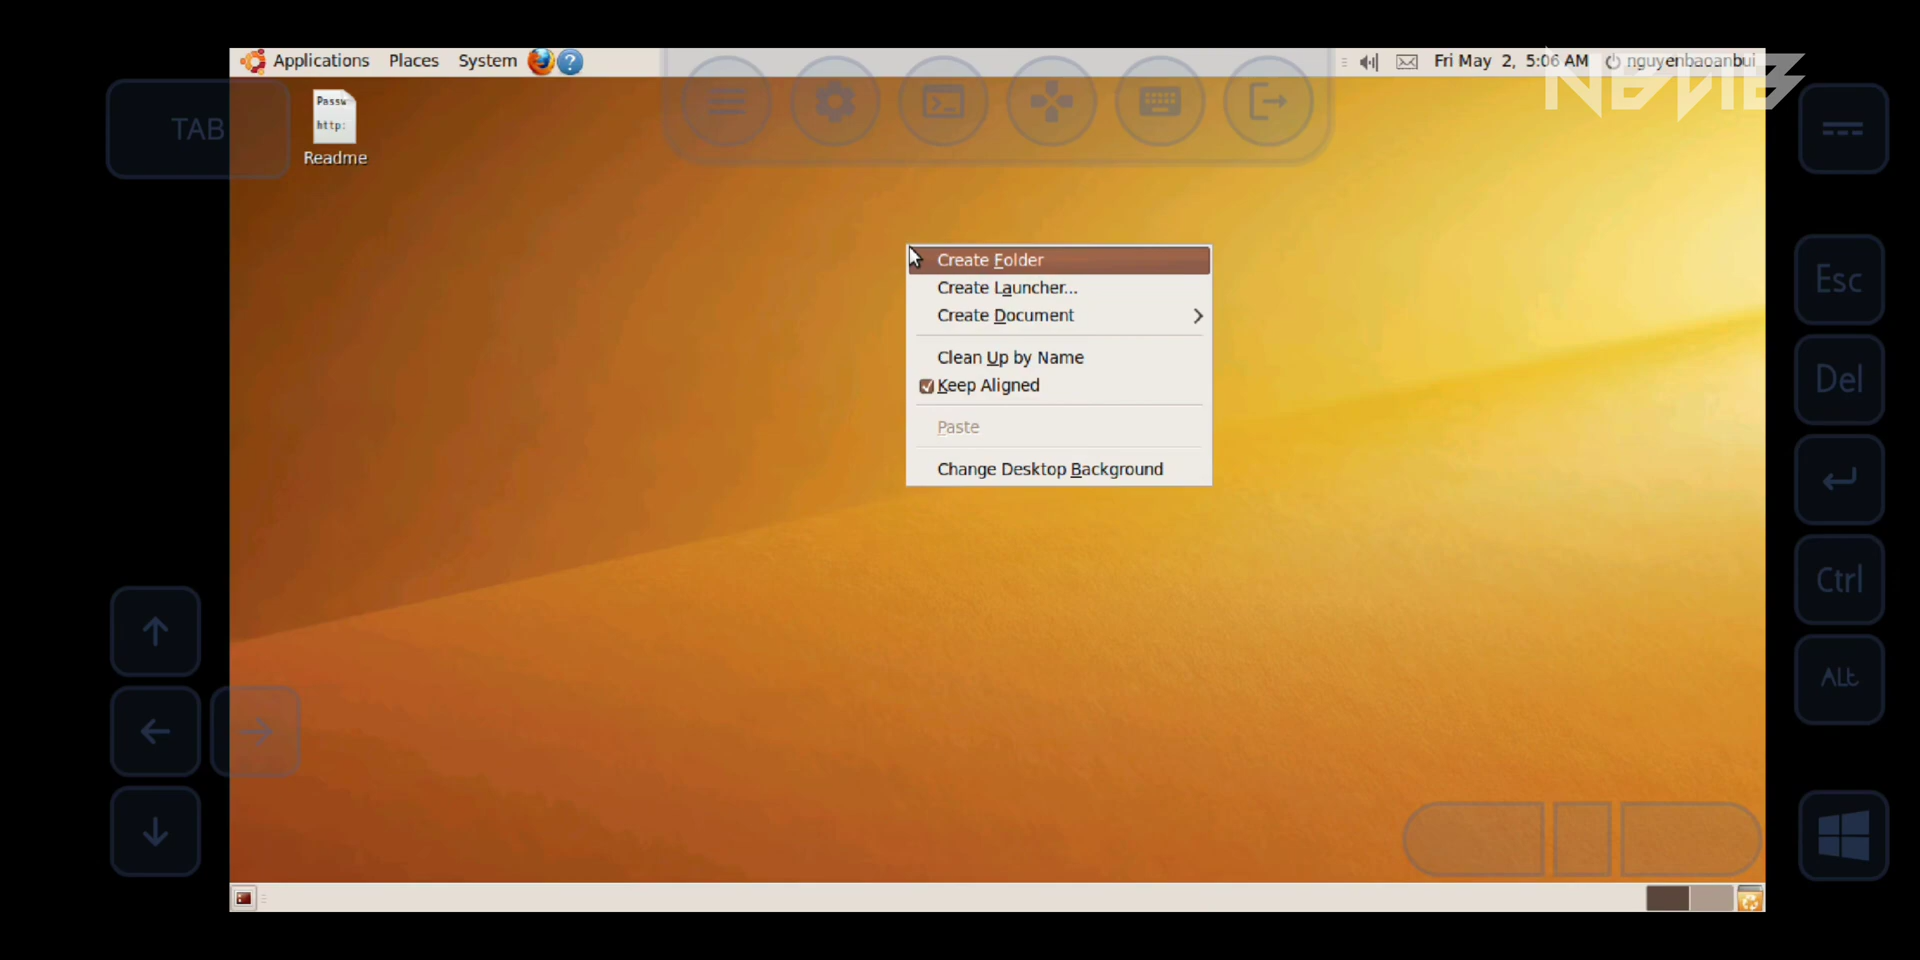 Applications Places System ?
Fri May 2, 5:06 AM nguyenbaoanbui
NBNB
TAB
Passw
http:
Readme
Create Folder
Create Launcher...
Create Document
Clean Up by Name
Keep Aligned
Paste
Change Desktop Background
Esc
Del
Ctrl
ALt